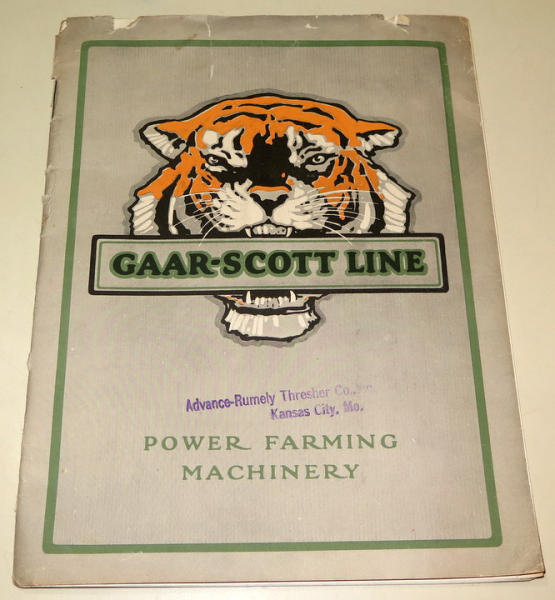 GAAR-SCOTT LINE
Advance-Rumely Thresher Co.,
Kansas City, Mo.
POWER FARMING
MACHINERY